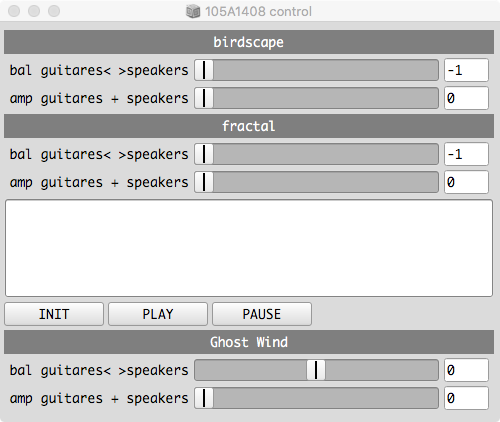 105A1408 control
birdscape
bal guitares< >speakers -1
amp guitares + speakers 0
fractal
bal guitares< >speakers -1
amp guitares + speakers 0
INIT PLAY PAUSE
Ghost Wind
bal guitares< >speakers 0
amp guitares + speakers 0